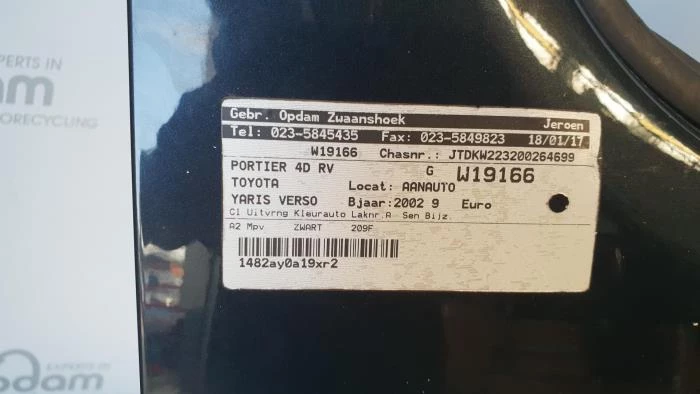 EXPERTS IN
am
ORECYCLING
Gebr. Opdam Zwaanshoek Jeroen
Tel: 023-5845435 Fax: 023-5849823 18/01/17
W19166 Chasnr.: JTDKW223200264699
PORTIER 4D RV G W19166
TOYOTA Locat: AANAUTO
YARIS VERSO Bjaar:2002 9 Euro
Cl Uitvrng Kleurauto Laknr.A Sen Bijz.
A2 Mpv ZWART 209F
1482ay0a19xr2
EXPERTS IN
odam